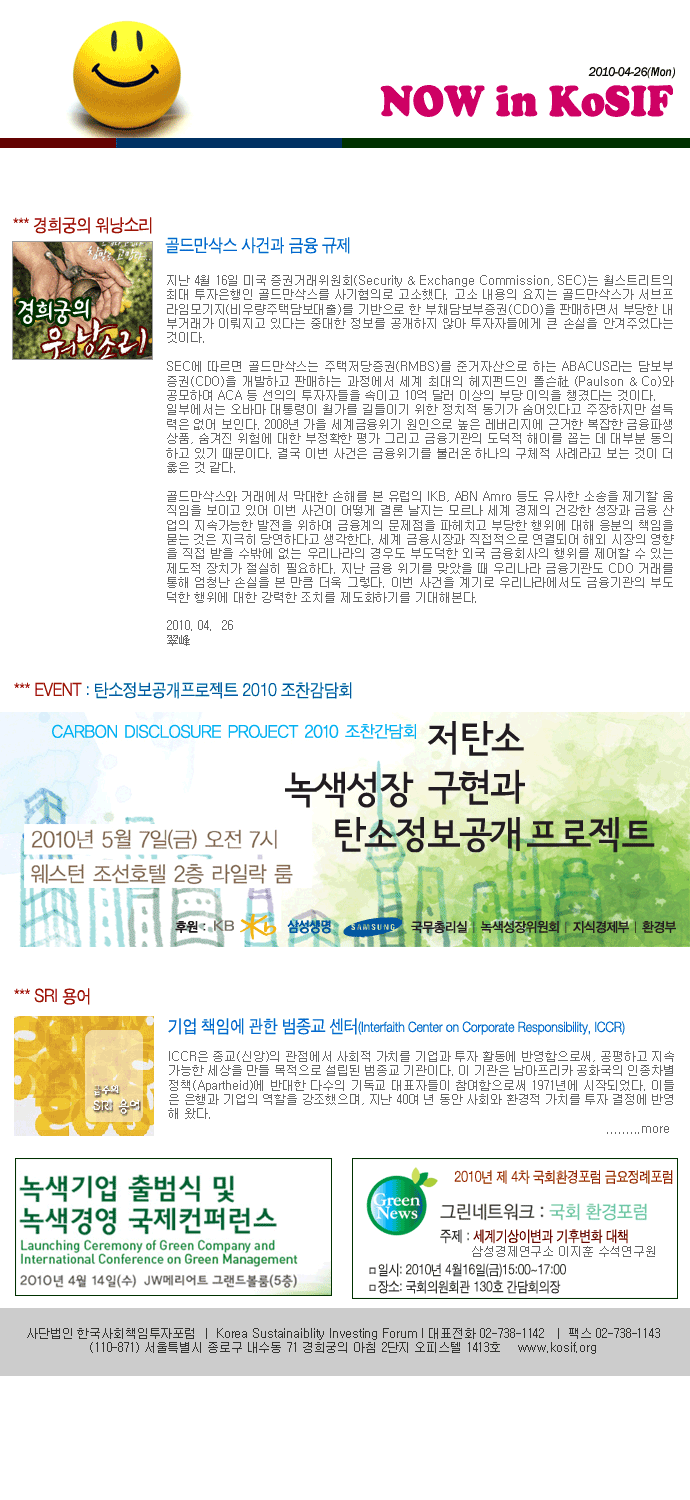 2010-04-26(Mon)
NOW in KoSIF
*** 경희궁의 워낭소리
골드만삭스 사건과 금융 규제
경희궁의
워낭소리
지난 4월 16일 미국 증권거래위원회(Security & Exchange Commission, SEC)는 월스트리트의
최대 투자은행인 골드만삭스를 사기혐의로 고소했다. 고소 내용의 요지는 골드만삭스가 서브프
라임모기지(비우량주택담보대출)를 기반으로 한 부채담보부증권(CDO)을 판매하면서 부당한 내
부거래가 이뤄지고 있다는 중대한 정보를 공개하지 않아 투자자들에게 큰 손실을 안겨주었다는
것이다.
SEC에 따르면 골드만삭스는 주택저당증권(RMBS)를 준거자산으로 하는 ABACUS라는 담보부
증권(CDO)을 개발하고 판매하는 과정에서 세계 최대의 헤지펀드인 폴슨社 (Paulson & Co)와
공모하여 ACA 등 선의의 투자자들을 속이고 10억 달러 이상의 부당 이익을 챙겼다는 것이다.
일부에서는 오바마 대통령이 월가를 길들이기 위한 정치적 동기가 숨어있다고 주장하지만 설득
력은 없어 보인다. 2008년 가을 세계금융위기 원인으로 높은 레버리지에 근거한 복잡한 금융파생
상품, 숨겨진 위험에 대한 부정확한 평가 그리고 금융기관의 도덕적 해이를 꼽는 데 대부분 동의
하고 있기 때문이다. 결국 이번 사건은 금융위기를 불러온 하나의 구체적 사례라고 보는 것이 더
옳은 것 같다.
골드만삭스와 거래에서 막대한 손해를 본 유럽의 IKB, ABN Amro 등도 유사한 소송을 제기할 움
직임을 보이고 있어 이번 사건이 어떻게 결론 날지는 모르나 세계 경제의 건강한 성장과 금융 산
업의 지속가능한 발전을 위하여 금융계의 문제점을 파헤치고 부당한 행위에 대해 응분의 책임을
묻는 것은 지극히 당연하다고 생각한다. 세계 금융시장과 직접적으로 연결되어 해외 시장의 영향
을 직접 받을 수밖에 없는 우리나라의 경우도 부도덕한 외국 금융회사의 행위를 제어할 수 있는
제도적 장치가 절실히 필요하다. 지난 금융 위기를 맞았을 때 우리나라 금융기관도 CDO 거래를
통해 엄청난 손실을 본 만큼 더욱 그렇다. 이번 사건을 계기로 우리나라에서도 금융기관의 부도
덕한 행위에 대한 강력한 조치를 제도화하기를 기대해본다.
2010. 04. 26
翠峰
*** EVENT : 탄소정보공개프로젝트 2010 조찬감담회
CARBON DISCLOSURE PROJECT 2010 조찬간담회
저탄소
녹색성장 구현과
탄소정보공개 프로젝트
2010년 5월 7일(금) 오전 7시
웨스턴 조선호텔 2층 라일락 룸
후원 : KB 삼성생명 SAMSUNG 국무총리실 | 녹색성장위원회 | 지식경제부 | 환경부
*** SRI 용어
기업 책임에 관한 범종교 센터(Interfaith Center on Corporate Responsibility, ICCR)
금주의
SRI 용어
ICCR은 종교(신앙)의 관점에서 사회적 가치를 기업과 투자 활동에 반영함으로써, 공평하고 지속
가능한 세상을 만들 목적으로 설립된 범종교 기관이다. 이 기관은 남아프리카 공화국의 인종차별
정책(Apartheid)에 반대한 다수의 기독교 대표자들이 참여함으로써 1971년에 시작되었다. 이들
은 은행과 기업의 역할을 강조했으며, 지난 40여 년 동안 사회와 환경적 가치를 투자 결정에 반영
해 왔다.
.........more
녹색기업 출범식 및
녹색경영 국제컨퍼런스
Launching Ceremony of Green Company and
International Conference on Green Management
2010년 4월 14일(수) JW메리어트 그랜드볼룸(5층)
Green
News
2010년 제 4차 국회환경포럼 금요정례포럼
그린네트워크 : 국회 환경포럼
주제 : 세계기상이변과 기후변화 대책
삼성경제연구소 이지훈 수석연구원
ㅁ일시: 2010년 4월16일(금)15:00~17:00
ㅁ장소: 국회의원회관 130호 간담회의장
사단법인 한국사회책임투자포럼 | Korea Sustainaiblity Investing Forum l 대표전화 02-738-1142 | 팩스 02-738-1143
(110-871) 서울특별시 종로구 내수동 71 경희궁의 아침 2단지 오피스텔 1413호 www.kosif.org